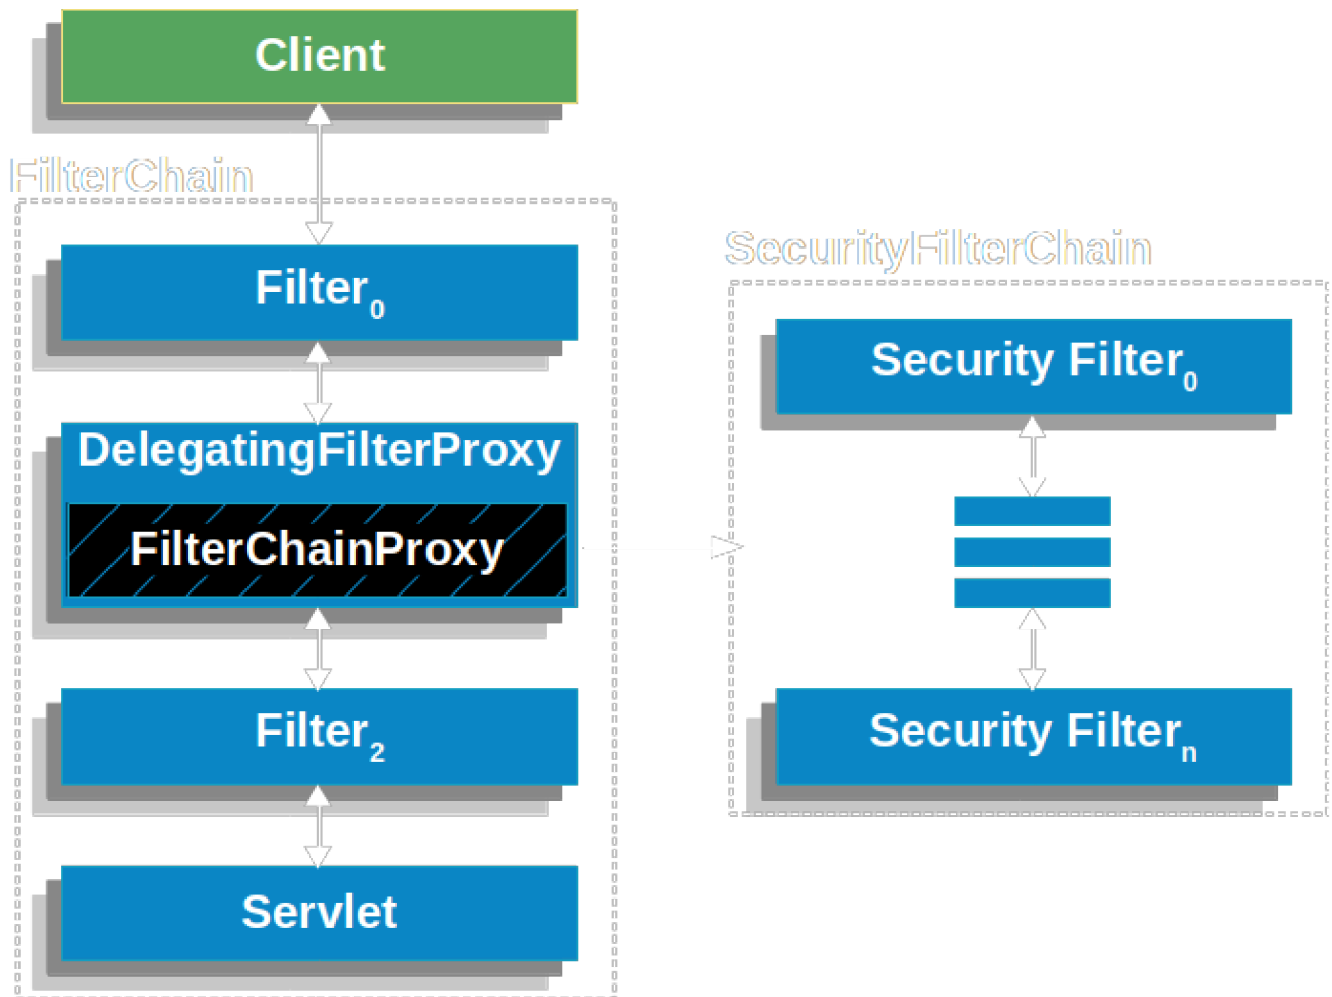 Client
FilterChain
Filter0
DelegatingFilterProxy
FilterChainProxy
Filter2
Servlet
SecurityFilterChain
Security Filter0
Security Filtern